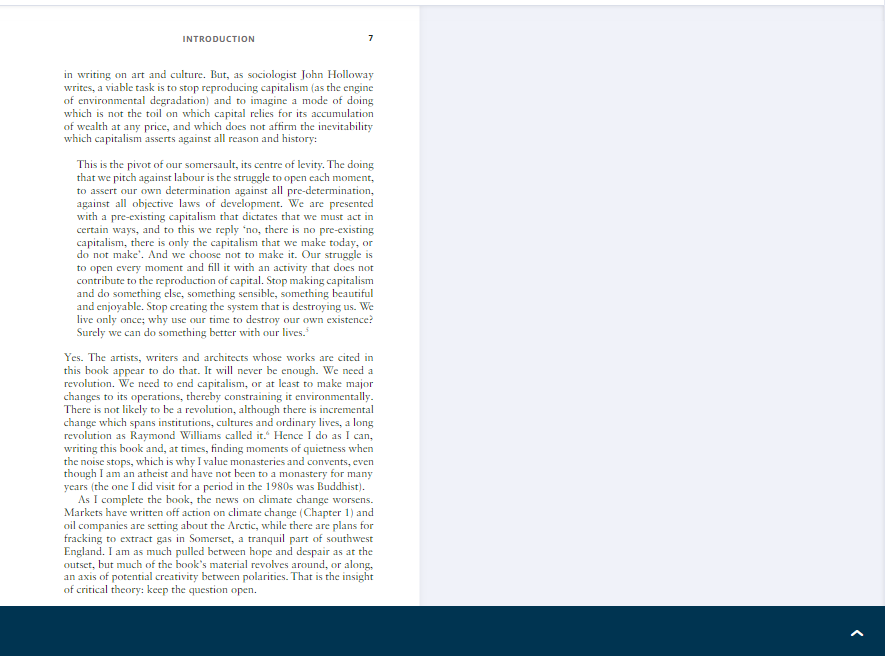 INTRODUCTION 7
in writing on art and culture. But, as sociologist John Holloway
writes, a viable task is to stop reproducing capitalism (as the engine
of environmental degradation) and to imagine a mode of doing
which is not the toil on which capital relies for its accumulation
of wealth at any price, and which does not affirm the inevitability
which capitalism asserts against all reason and history:
This is the pivot of our somersault, its centre of levity. The doing
that we pitch against labour is the struggle to open each moment,
to assert our own determination against all pre-determination,
against all objective laws of development. We are presented
with a pre-existing capitalism that dictates that we must act in
certain ways, and to this we reply ‘no, there is no pre-existing
capitalism, there is only the capitalism that we make today, or
do not make’. And we choose not to make it. Our struggle is
to open every moment and fill it with an activity that does not
contribute to the reproduction of capital. Stop making capitalism
and do something else, something sensible, something beautiful
and enjoyable. Stop creating the system that is destroying us. We
live only once; why use our time to destroy our own existence?
Surely we can do something better with our lives.⁵
Yes. The artists, writers and architects whose works are cited in
this book appear to do that. It will never be enough. We need a
revolution. We need to end capitalism, or at least to make major
changes to its operations, thereby constraining it environmentally.
There is not likely to be a revolution, although there is incremental
change which spans institutions, cultures and ordinary lives, a long
revolution as Raymond Williams called it.⁶ Hence I do as I can,
writing this book and, at times, finding moments of quietness when
the noise stops, which is why I value monasteries and convents, even
though I am an atheist and have not been to a monastery for many
years (the one I did visit for a period in the 1980s was Buddhist).
As I complete the book, the news on climate change worsens.
Markets have written off action on climate change (Chapter 1) and
oil companies are setting about the Arctic, while there are plans for
fracking to extract gas in Somerset, a tranquil part of southwest
England. I am as much pulled between hope and despair as at the
outset, but much of the book’s material revolves around, or along,
an axis of potential creativity between polarities. That is the insight
of critical theory: keep the question open.